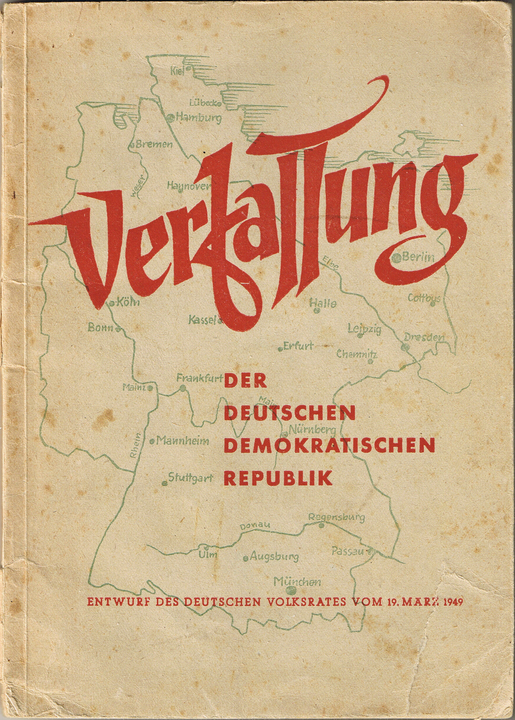 Kiel
Lübeck
Hamburg
Bremen
Weser
Hannover
Verfassung
Elbe
Berlin
Köln
Halle
Cottbus
Bonn
Kassel
Leipzig
Dresden
Erfurt
Chemnitz
Mainz
Frankfurt
DER
Main
DEUTSCHEN
Nürnberg
Mannheim
DEMOKRATISCHEN
Rhein
Stuttgart
REPUBLIK
Regensburg
Donau
Ulm
Augsburg
Passau
München
ENTWURF DES DEUTSCHEN VOLKSRATES VOM 19. MÄRZ 1949